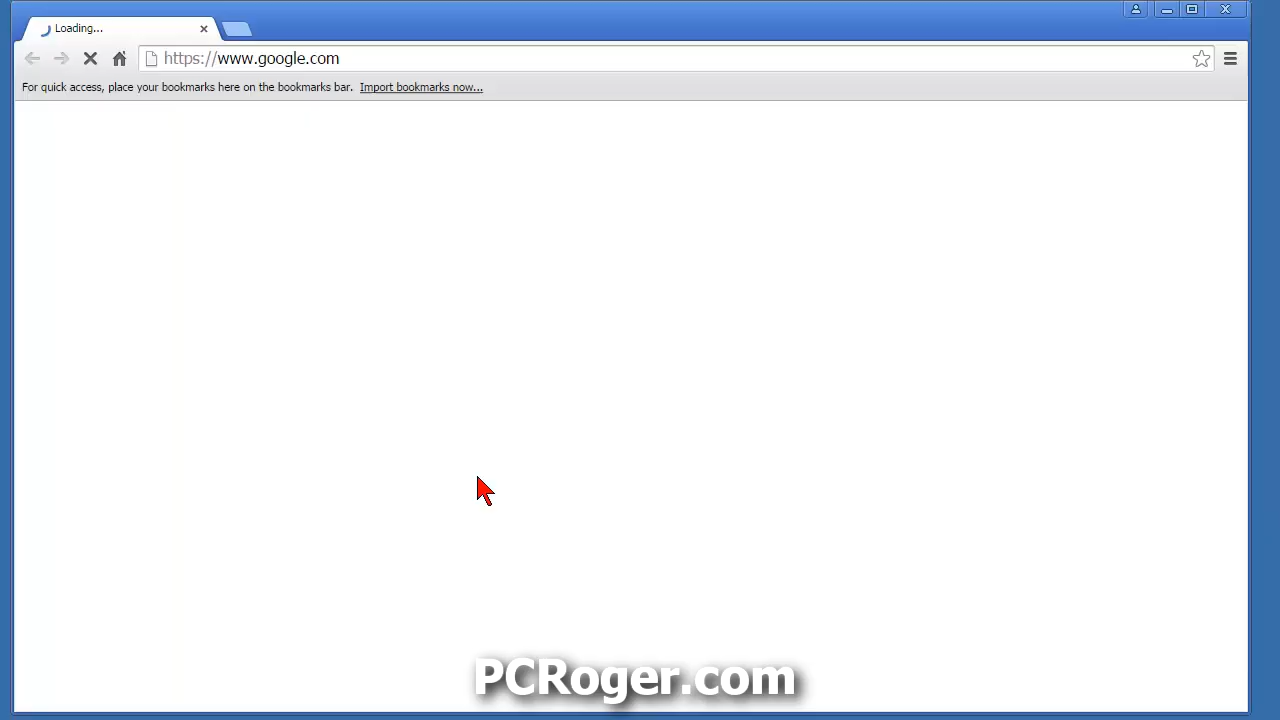 Loading...
https://www.google.com
For quick access, place your bookmarks here on the bookmarks bar. Import bookmarks now...
PCRoger.com